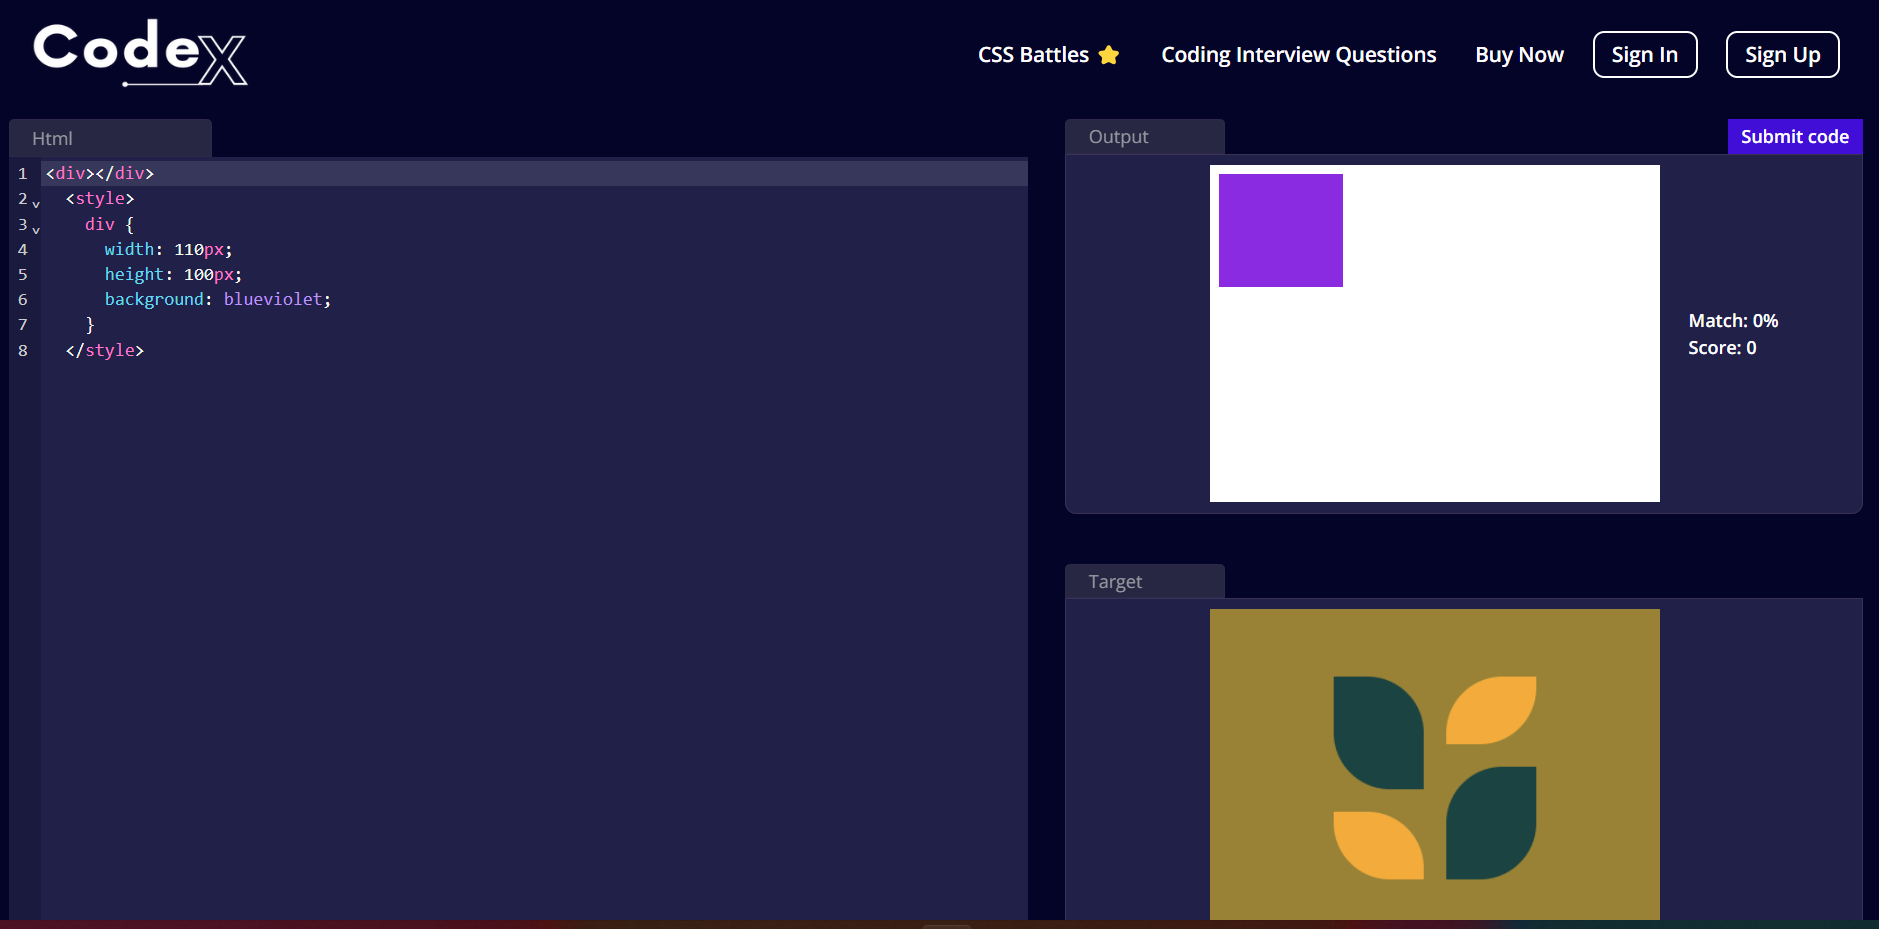 Codex
CSS Battles
Coding Interview Questions
Buy Now
Sign In
Sign Up
Html
1 <div></div>
2 <style>
3 div {
4 width: 110px;
5 height: 100px;
6 background: blueviolet;
7 }
8 </style>
Output
Submit code
Match: 0%
Score: 0
Target